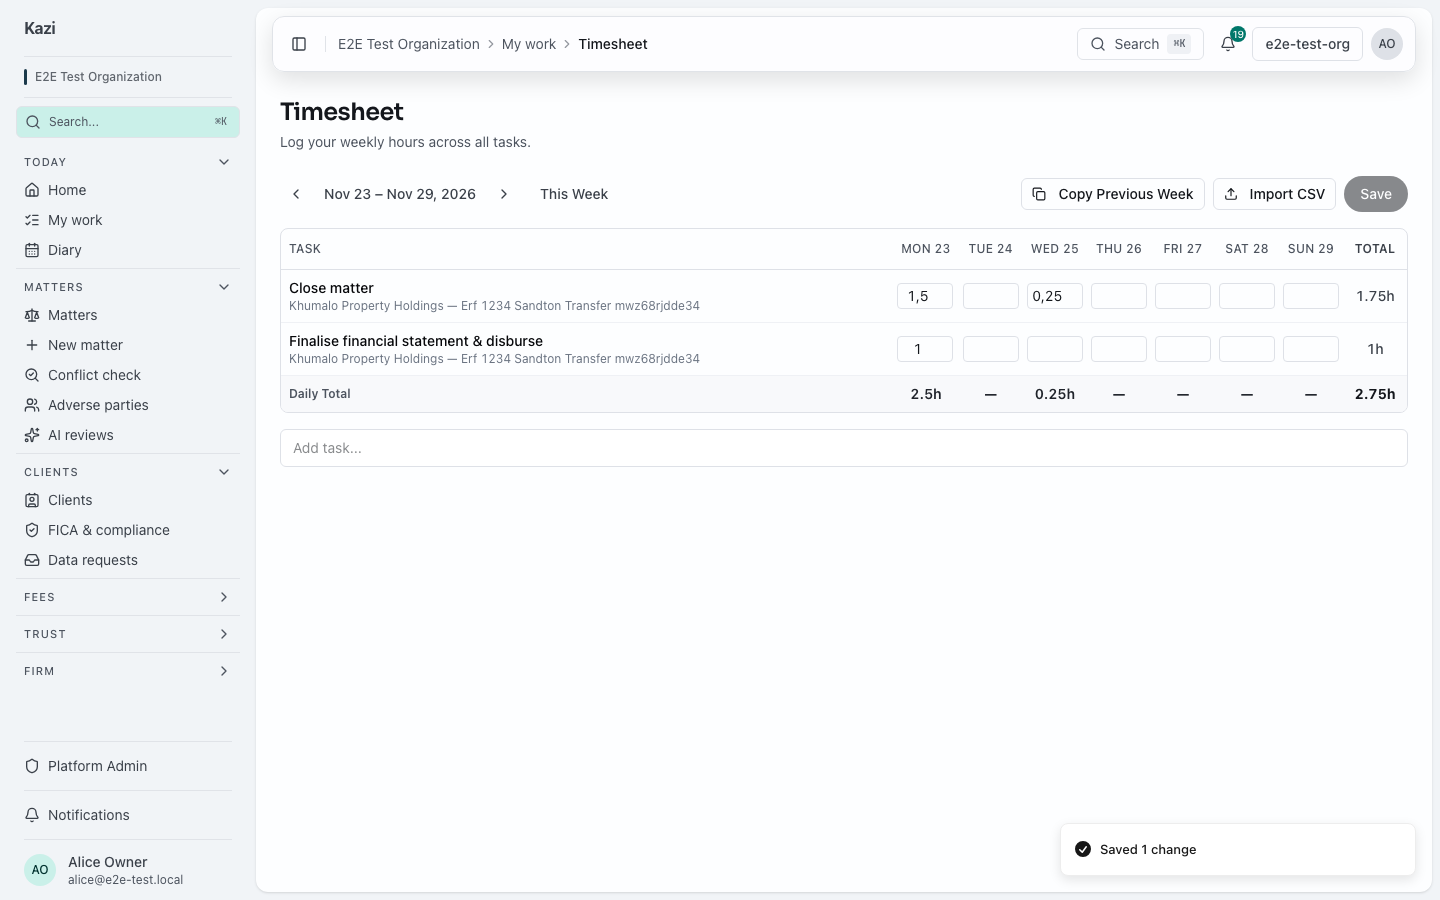 Kazi
E2E Test Organization
Search... ⌘K
TODAY
Home
My work
Diary
MATTERS
Matters
New matter
Conflict check
Adverse parties
AI reviews
CLIENTS
Clients
FICA & compliance
Data requests
FEES
TRUST
FIRM
Platform Admin
Notifications
AO
Alice Owner
alice@e2e-test.local
E2E Test Organization My work Timesheet
Search ⌘K
19
e2e-test-org
AO
Timesheet
Log your weekly hours across all tasks.
Nov 23 – Nov 29, 2026 This Week
Copy Previous Week Import CSV Save
TASK MON 23 TUE 24 WED 25 THU 26 FRI 27 SAT 28 SUN 29 TOTAL
Close matter
Khumalo Property Holdings — Erf 1234 Sandton Transfer mwz68rjdde34
1,5 0,25 1.75h
Finalise financial statement & disburse
Khumalo Property Holdings — Erf 1234 Sandton Transfer mwz68rjdde34
1 1h
Daily Total 2.5h — 0.25h — — — — 2.75h
Add task...
Saved 1 change